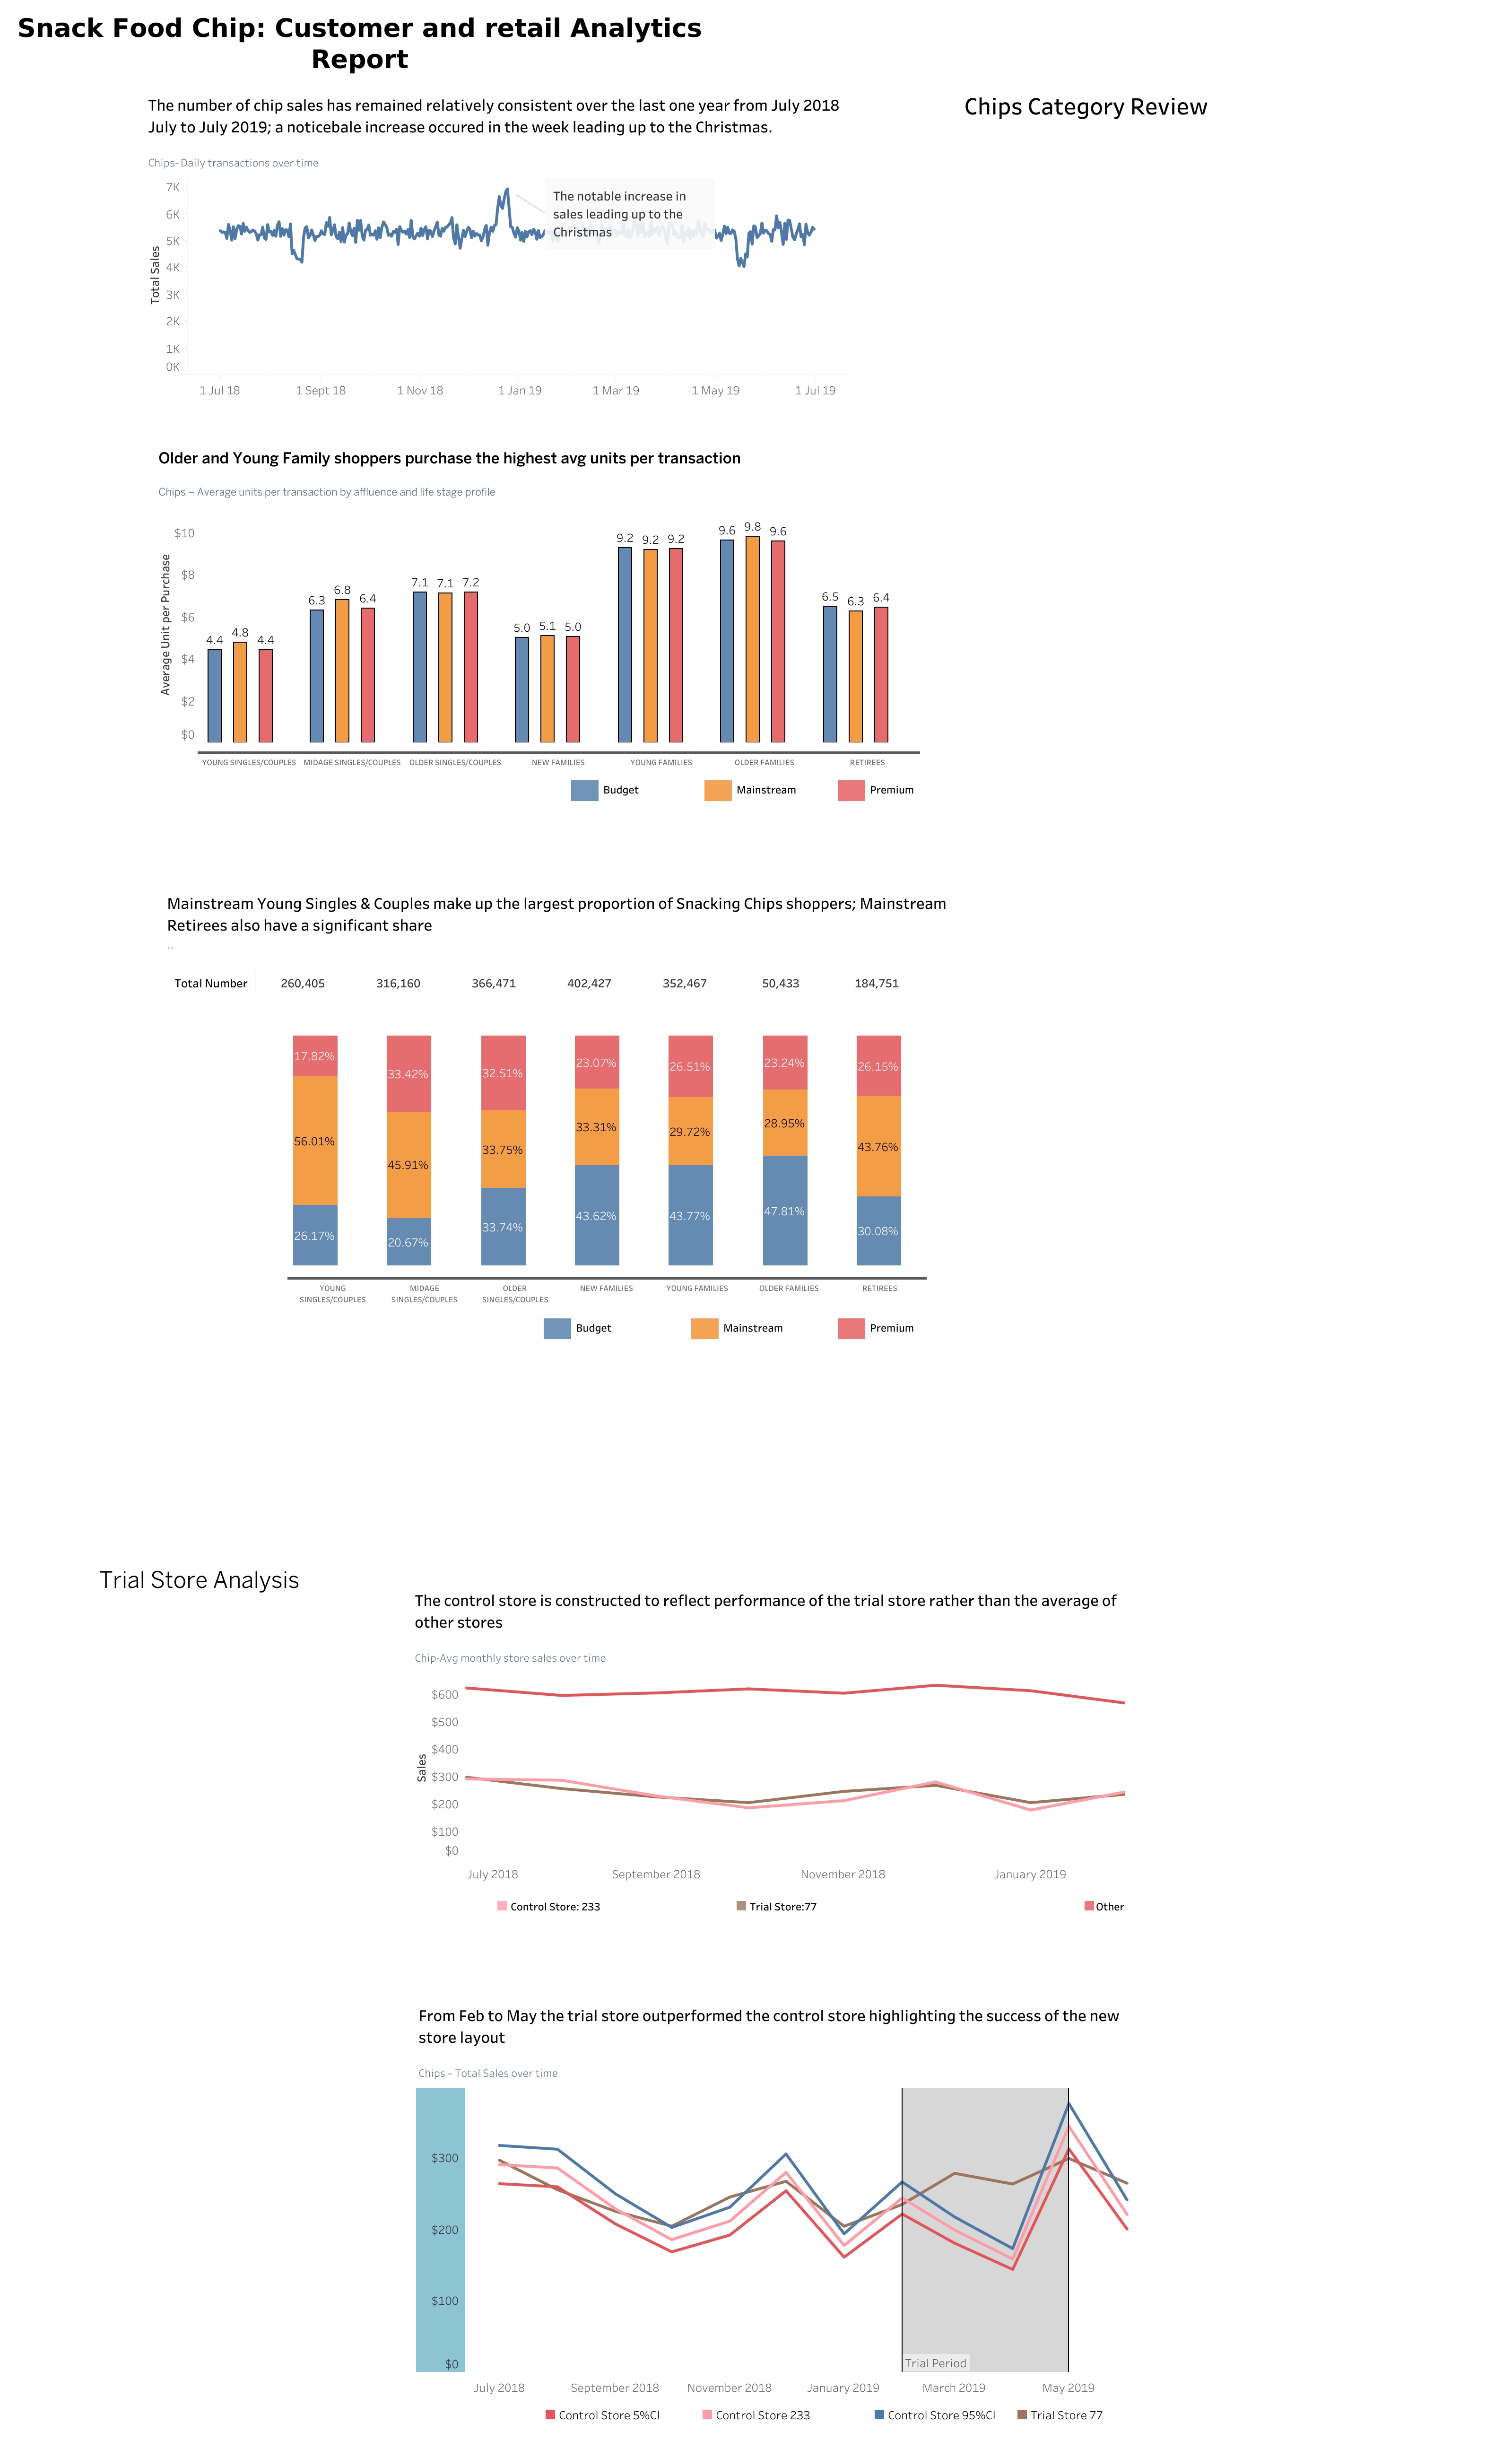 Snack Food Chip: Customer and retail Analytics
Report
The number of chip sales has remained relatively consistent over the last one year from July 2018
July to July 2019; a noticebale increase occured in the week leading up to the Christmas.
Chips Category Review
Chips- Daily transactions over time
Total Sales
7K
6K
5K
4K
3K
2K
1K
0K
The notable increase in
sales leading up to the
Christmas
1 Jul 18 1 Sept 18 1 Nov 18 1 Jan 19 1 Mar 19 1 May 19 1 Jul 19
Older and Young Family shoppers purchase the highest avg units per transaction
Chips – Average units per transaction by affluence and life stage profile
Average Unit per Purchase
$10
$8
$6
$4
$2
$0
4.4 4.8 4.4 6.3 6.8 6.4 7.1 7.1 7.2 5.0 5.1 5.0 9.2 9.2 9.2 9.6 9.8 9.6 6.5 6.3 6.4
YOUNG SINGLES/COUPLES MIDAGE SINGLES/COUPLES OLDER SINGLES/COUPLES NEW FAMILIES YOUNG FAMILIES OLDER FAMILIES RETIREES
Budget Mainstream Premium
Mainstream Young Singles & Couples make up the largest proportion of Snacking Chips shoppers; Mainstream
Retirees also have a significant share
..
Total Number 260,405 316,160 366,471 402,427 352,467 50,433 184,751
17.82% 33.42% 32.51% 23.07% 26.51% 23.24% 26.15%
56.01% 45.91% 33.75% 33.31% 29.72% 28.95% 43.76%
26.17% 20.67% 33.74% 43.62% 43.77% 47.81% 30.08%
YOUNG MIDAGE OLDER NEW FAMILIES YOUNG FAMILIES OLDER FAMILIES RETIREES
SINGLES/COUPLES SINGLES/COUPLES SINGLES/COUPLES
Budget Mainstream Premium
Trial Store Analysis
The control store is constructed to reflect performance of the trial store rather than the average of
other stores
Chip-Avg monthly store sales over time
Sales
$600
$500
$400
$300
$200
$100
$0
July 2018 September 2018 November 2018 January 2019
Control Store: 233 Trial Store:77 Other
From Feb to May the trial store outperformed the control store highlighting the success of the new
store layout
Chips – Total Sales over time
$300
$200
$100
$0
Trial Period
July 2018 September 2018 November 2018 January 2019 March 2019 May 2019
Control Store 5%CI Control Store 233 Control Store 95%CI Trial Store 77